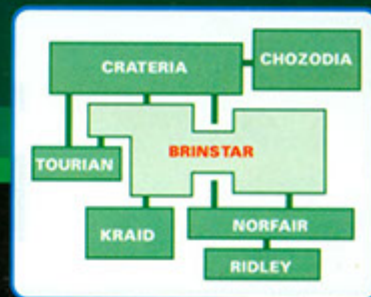 CRATERIA
CHOZODIA
BRINSTAR
TOURIAN
KRAID
NORFAIR
RIDLEY